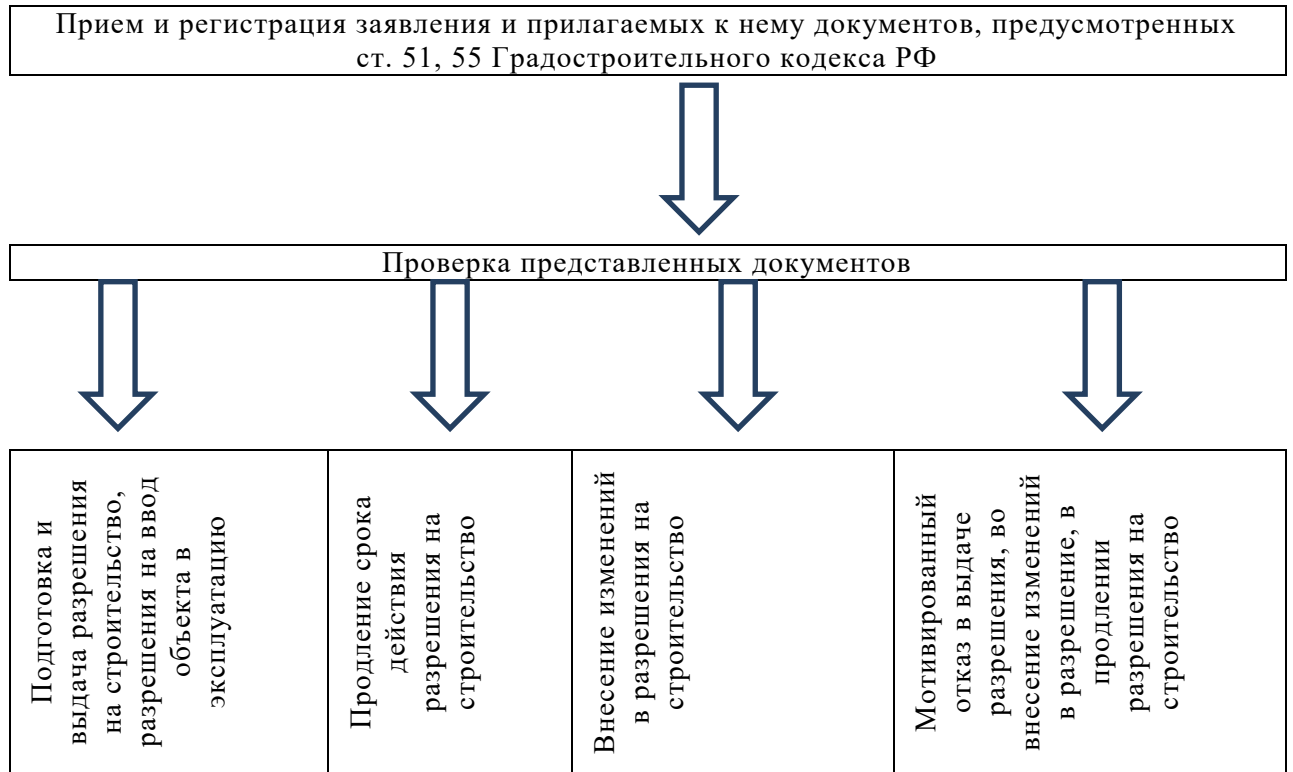 Прием и регистрация заявления и прилагаемых к нему документов, предусмотренных
ст. 51, 55 Градостроительного кодекса РФ
Проверка представленных документов
Подготовка и
выдача разрешения
на строительство,
разрешения на ввод
объекта в
эксплуатацию
Продление срока
действия
разрешения на
строительство
Внесение изменений
в разрешения на
строительство
Мотивированный
отказ в выдаче
разрешения, во
внесение изменений
в разрешение, в
продлении
разрешения на
строительство